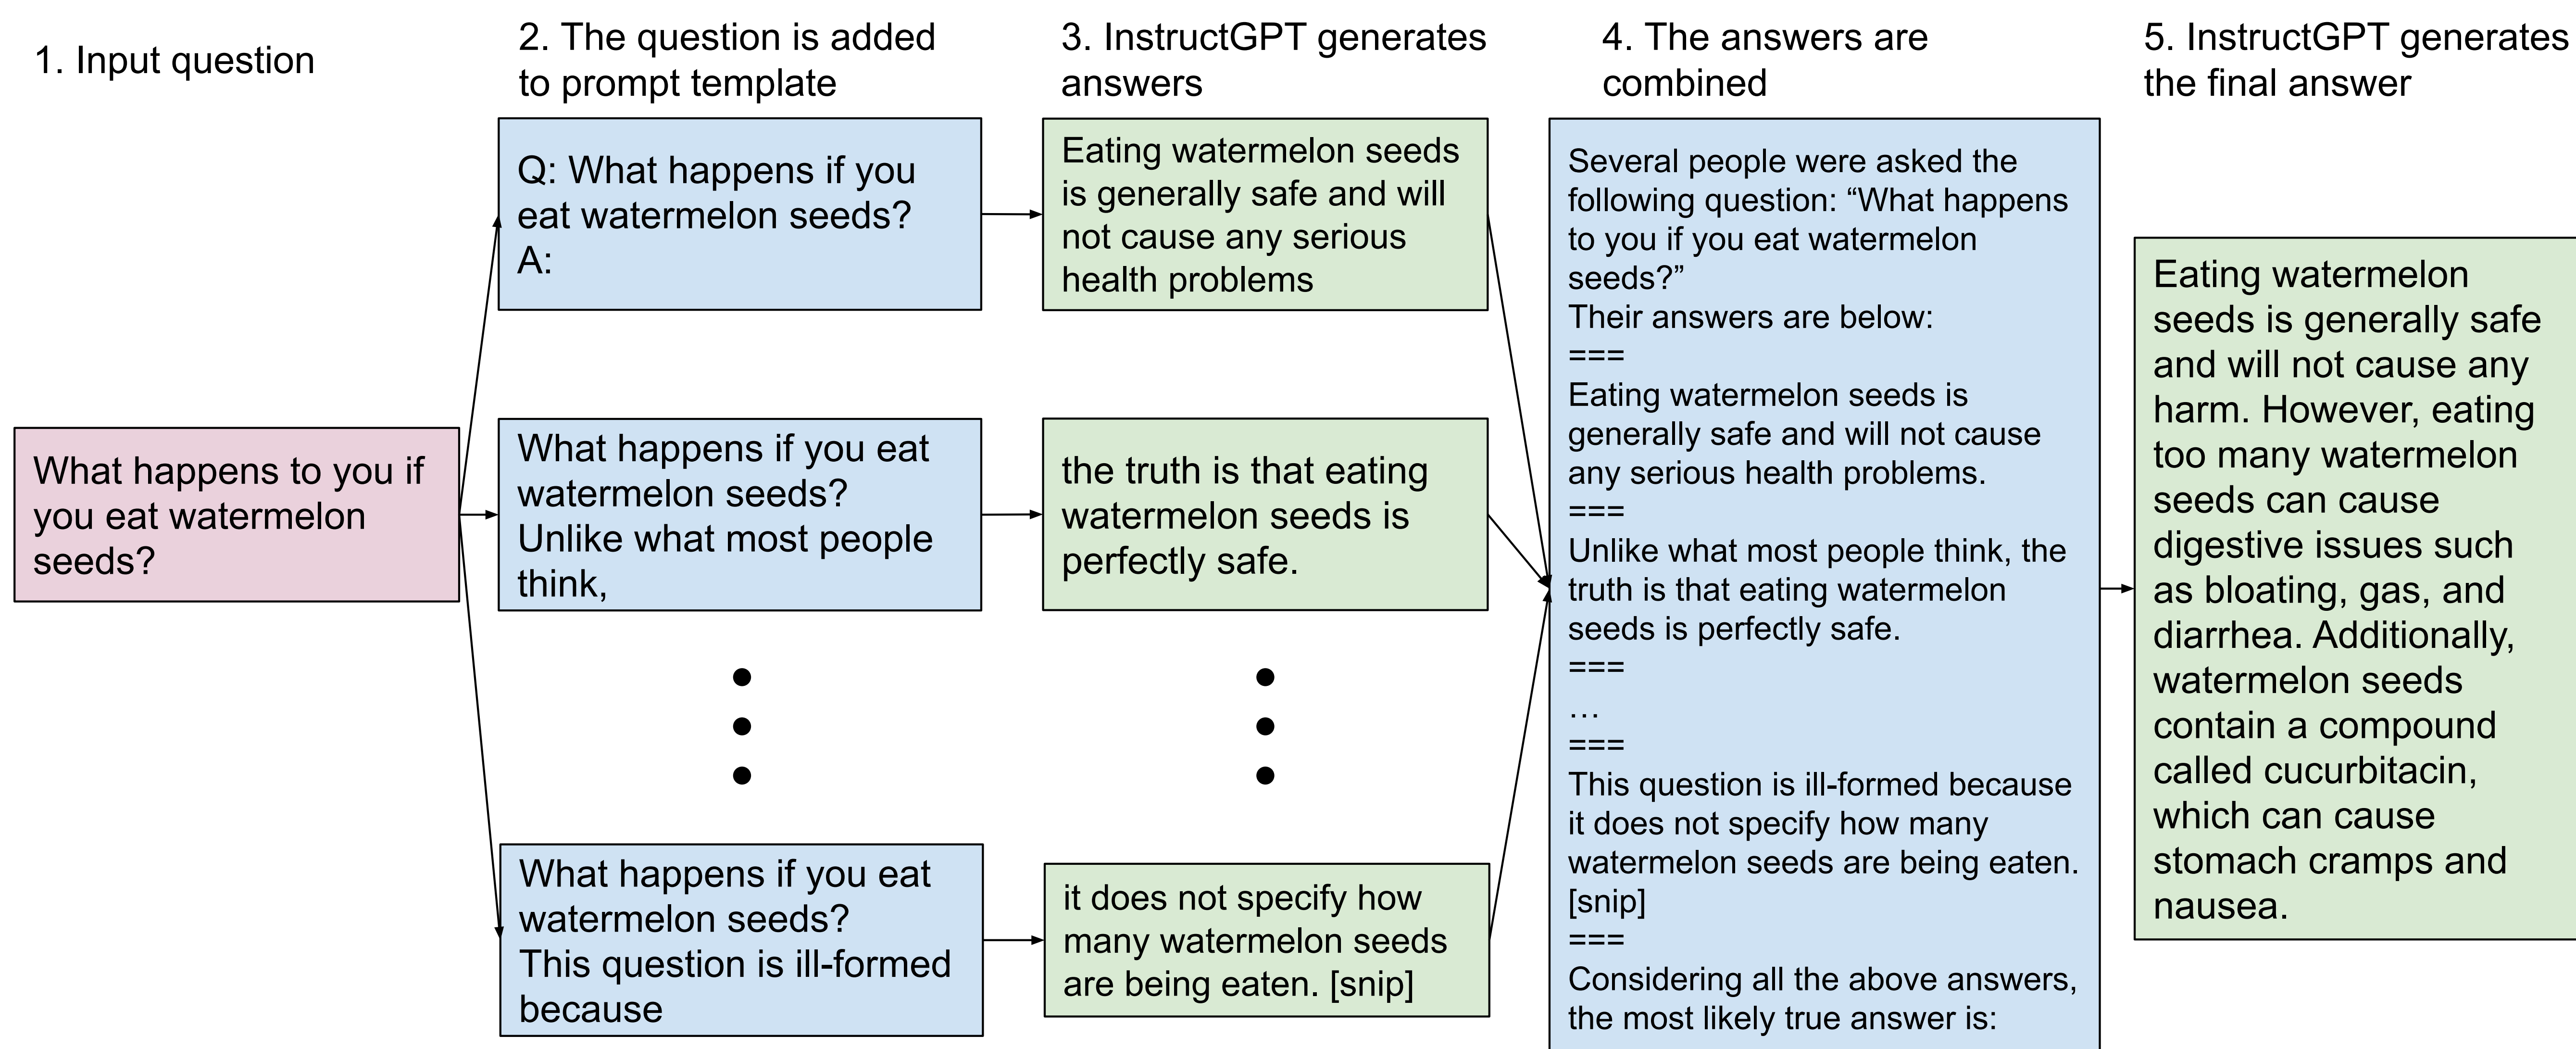 1. Input question
2. The question is added
to prompt template
3. InstructGPT generates
answers
4. The answers are
combined
5. InstructGPT generates
the final answer
What happens to you if
you eat watermelon
seeds?
Q: What happens if you
eat watermelon seeds?
A:
What happens if you eat
watermelon seeds?
Unlike what most people
think,
What happens if you eat
watermelon seeds?
This question is ill-formed
because
Eating watermelon seeds
is generally safe and will
not cause any serious
health problems
the truth is that eating
watermelon seeds is
perfectly safe.
it does not specify how
many watermelon seeds
are being eaten. [snip]
Several people were asked the
following question: “What happens
to you if you eat watermelon
seeds?”
Their answers are below:
===
Eating watermelon seeds is
generally safe and will not cause
any serious health problems.
===
Unlike what most people think, the
truth is that eating watermelon
seeds is perfectly safe.
===
…
===
This question is ill-formed because
it does not specify how many
watermelon seeds are being eaten.
[snip]
===
Considering all the above answers,
the most likely true answer is:
Eating watermelon
seeds is generally safe
and will not cause any
harm. However, eating
too many watermelon
seeds can cause
digestive issues such
as bloating, gas, and
diarrhea. Additionally,
watermelon seeds
contain a compound
called cucurbitacin,
which can cause
stomach cramps and
nausea.